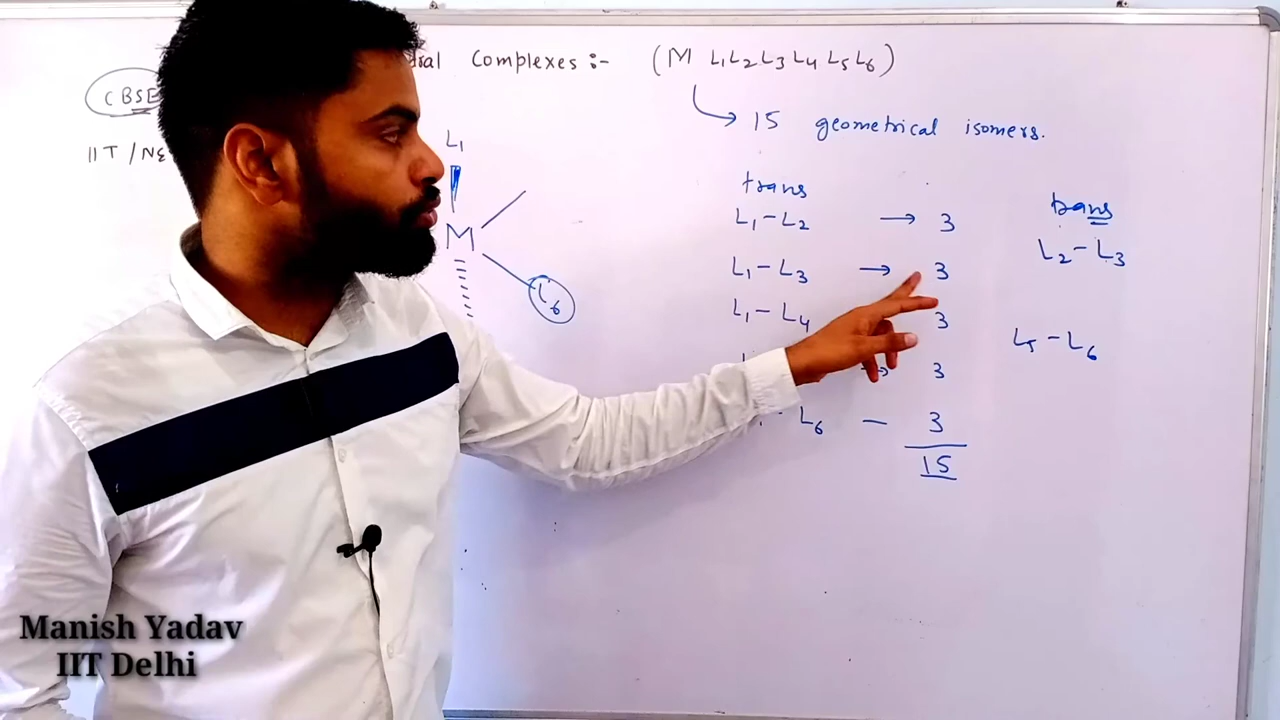 Complexes :- (M L₁L₂L₃L₄L₅L₆)
CBSE
→ 15 geometrical isomers.
IIT / NE
L₁
M
L₆
trans
L₁-L₂ → 3
L₁-L₃ → 3
L₁-L₄ 3
→ 3
- L₆ — 3
15
trans
L₂-L₃
L₅-L₆
Manish Yadav
IIT Delhi